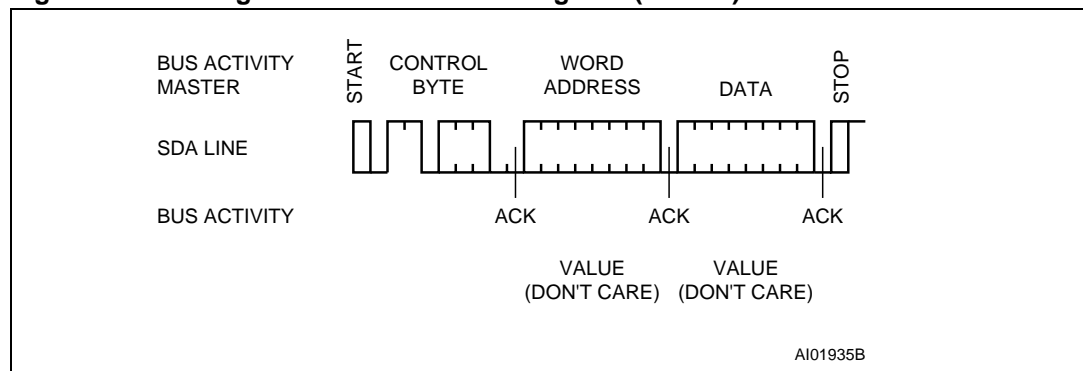 BUS ACTIVITY
MASTER
START
CONTROL
BYTE
WORD
ADDRESS
DATA
STOP
SDA LINE
BUS ACTIVITY
ACK
ACK
ACK
VALUE
(DON'T CARE)
VALUE
(DON'T CARE)
AI01935B